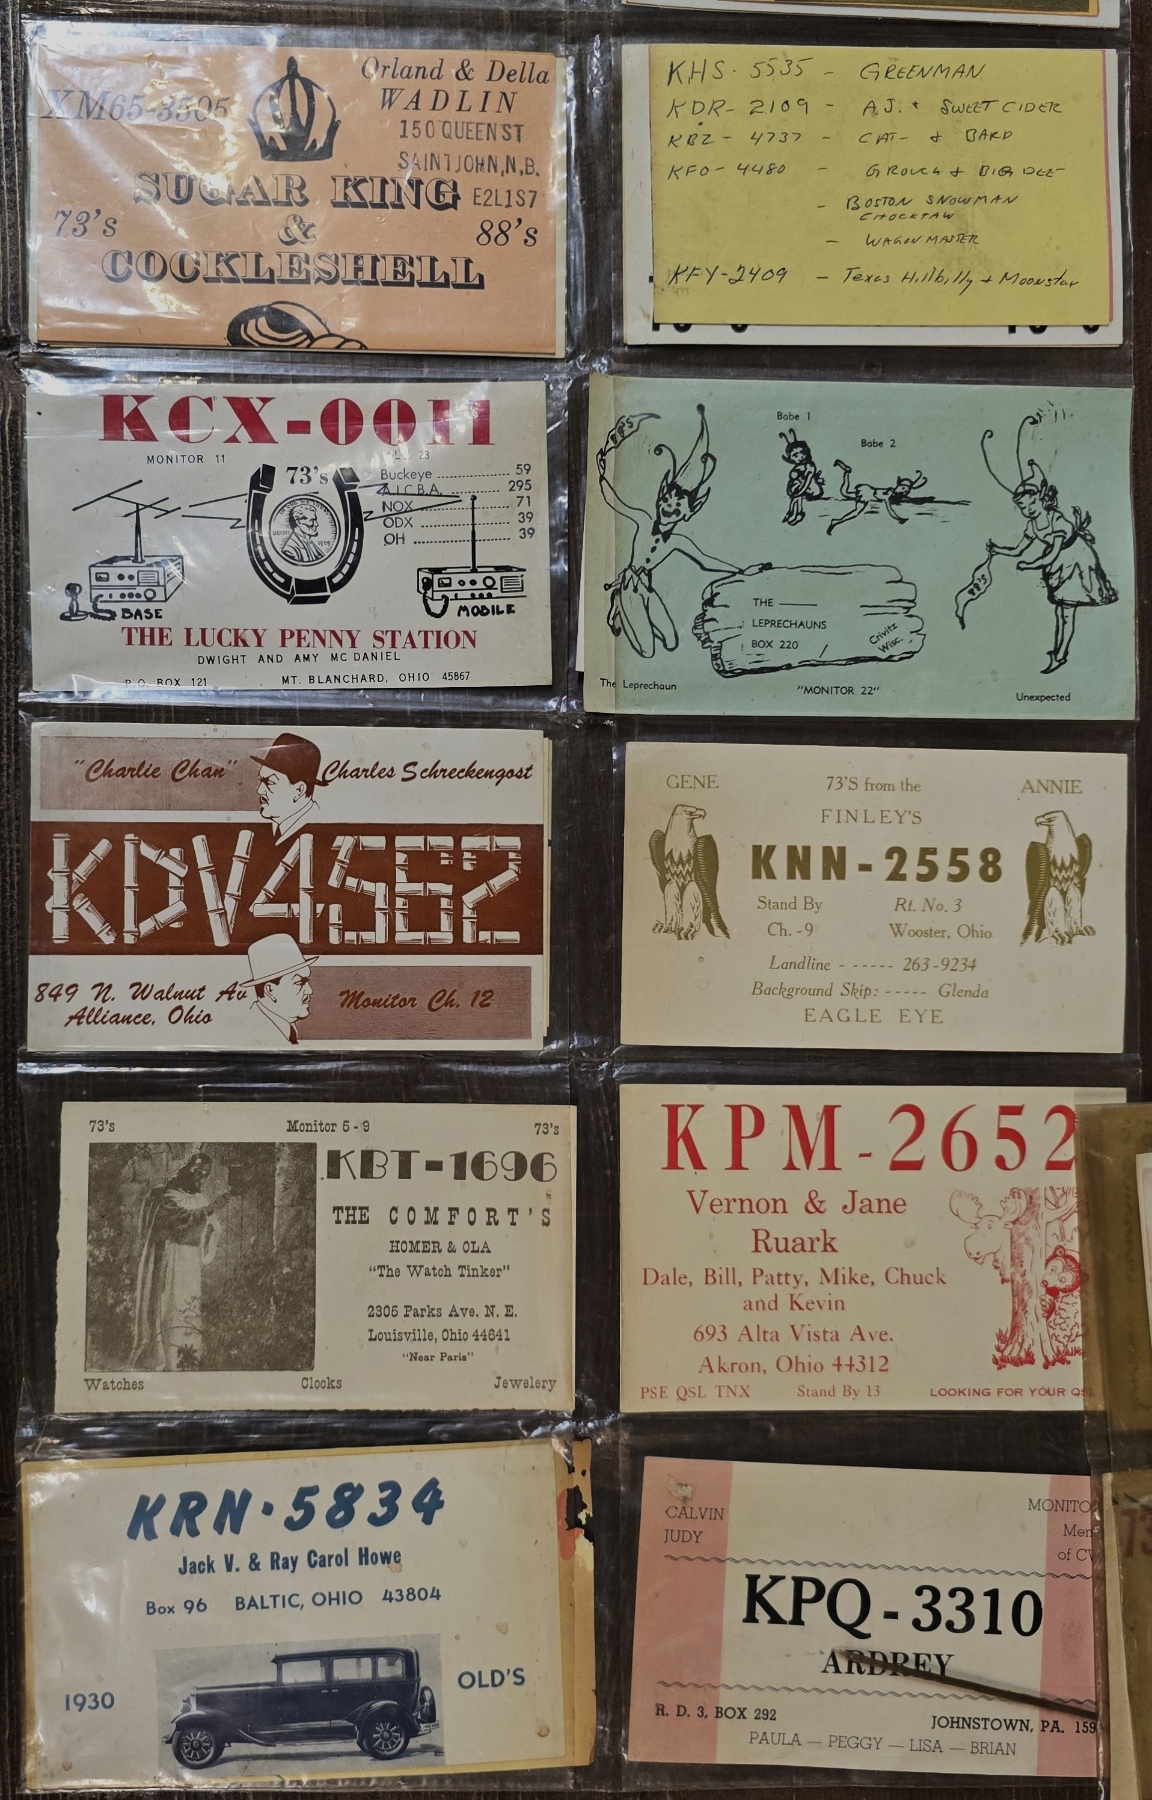 Orland & Della
WADLIN
XM65-3505
150 QUEEN ST
SAINT JOHN, N.B.
E2L1S7
SUGAR KING
73's
&
88's
COCKLESHELL
KHS-5535 - GREENMAN
KDR-2109 - A.J. & SWEET CIDER
KBZ-4737 - CAT- & BARD
KFO-4480 - GROUCH & BIG DEE
- BOSTON SNOWMAN
CHOCKTAW
- WAGON MASTER
KFY-2409 - Texas Hillbilly & Moonstar
KCX-0011
MONITOR 11
23
73's
Buckeye 59
A.I.C.B.A. 295
NOX 71
ODX 39
OH 39
BASE
MOBILE
THE LUCKY PENNY STATION
DWIGHT AND AMY MC DANIEL
P.O. BOX 121 MT. BLANCHARD, OHIO 45867
Babe 1
Babe 2
THE
LEPRECHAUNS
BOX 220
Crivitz
Wisc.
The Leprechaun
"MONITOR 22"
Unexpected
"Charlie Chan"
Charles Schreckengost
KDV4562
849 N. Walnut Av
Alliance, Ohio
Monitor Ch. 12
GENE
73'S from the
ANNIE
FINLEY'S
KNN-2558
Stand By Rt. No. 3
Ch. -9 Wooster, Ohio
Landline - - - - - - 263-9234
Background Skip: - - - - - Glenda
EAGLE EYE
73's Monitor 5-9 73's
KBT-1696
THE COMFORT'S
HOMER & OLA
"The Watch Tinker"
2305 Parks Ave. N. E.
Louisville, Ohio 44641
"Near Paris"
Watches Clocks Jewelery
KPM-2652
Vernon & Jane
Ruark
Dale, Bill, Patty, Mike, Chuck
and Kevin
693 Alta Vista Ave.
Akron, Ohio 44312
PSE QSL TNX Stand By 13 LOOKING FOR YOUR QSL
KRN·5834
Jack V. & Ray Carol Howe
Box 96 BALTIC, OHIO 43804
1930
OLD'S
CALVIN
JUDY
MONITO
Mem
of CV
KPQ-3310
ARDREY
R. D. 3, BOX 292
JOHNSTOWN, PA. 159
PAULA — PEGGY — LISA — BRIAN